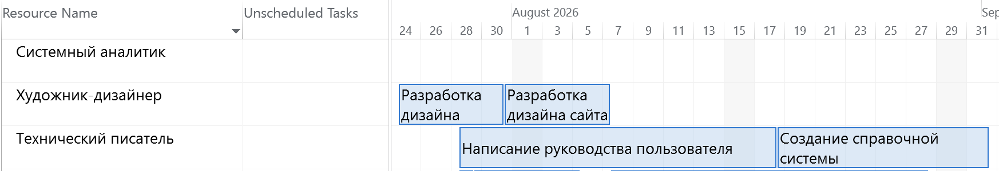 Resource Name
Unscheduled Tasks
August 2026
Sep
24 26 28 30 1 3 5 7 9 11 13 15 17 19 21 23 25 27 29 31
Системный аналитик
Художник-дизайнер
Разработка
дизайна
Разработка
дизайна сайта
Технический писатель
Написание руководства пользователя
Создание справочной
системы